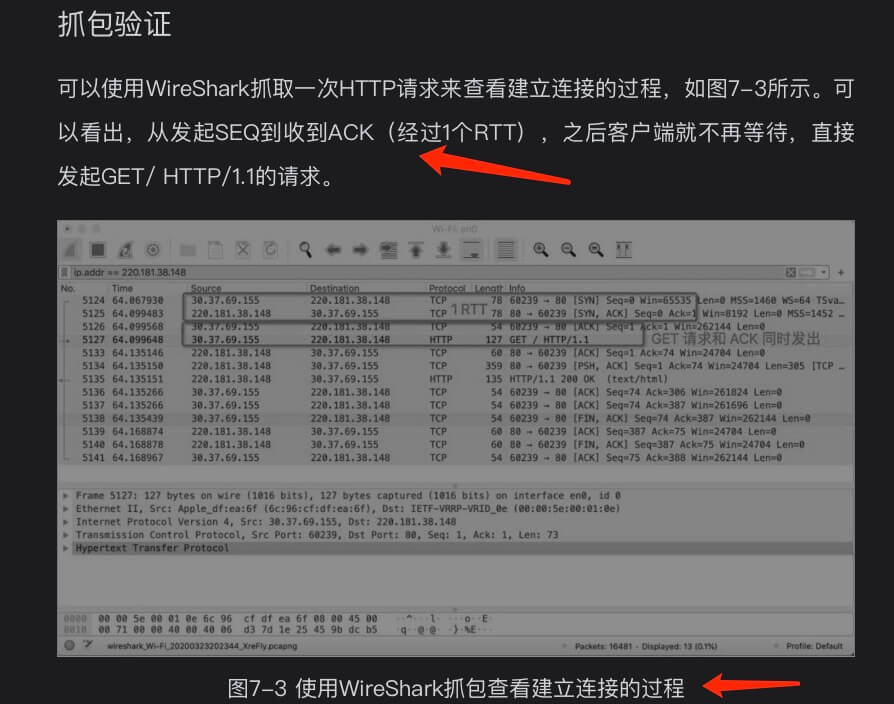 抓包验证
可以使用WireShark抓取一次HTTP请求来查看建立连接的过程，如图7-3所示。可
以看出，从发起SEQ到收到ACK（经过1个RTT），之后客户端就不再等待，直接
发起GET/ HTTP/1.1的请求。
Wi-Fi: en0
ip.addr == 220.181.38.148
No. Time Source Destination Protocol Length Info
5124 64.067930 30.37.69.155 220.181.38.148 TCP 78 60239 → 80 [SYN] Seq=0 Win=65535 Len=0 MSS=1460 WS=64 TSva…
1 RTT
5125 64.099483 220.181.38.148 30.37.69.155 TCP 78 80 → 60239 [SYN, ACK] Seq=0 Ack=1 Win=8192 Len=0 MSS=1452 …
5126 64.099568 30.37.69.155 220.181.38.148 TCP 54 60239 → 80 [ACK] Seq=1 Ack=1 Win=262144 Len=0
5127 64.099648 30.37.69.155 220.181.38.148 HTTP 127 GET / HTTP/1.1
GET 请求和 ACK 同时发出
5133 64.135146 220.181.38.148 30.37.69.155 TCP 60 80 → 60239 [ACK] Seq=1 Ack=74 Win=24704 Len=0
5134 64.135150 220.181.38.148 30.37.69.155 TCP 359 80 → 60239 [PSH, ACK] Seq=1 Ack=74 Win=24704 Len=305 [TCP …
5135 64.135151 220.181.38.148 30.37.69.155 HTTP 135 HTTP/1.1 200 OK (text/html)
5136 64.135266 30.37.69.155 220.181.38.148 TCP 54 60239 → 80 [ACK] Seq=74 Ack=306 Win=261824 Len=0
5137 64.135266 30.37.69.155 220.181.38.148 TCP 54 60239 → 80 [ACK] Seq=74 Ack=387 Win=261696 Len=0
5138 64.135439 30.37.69.155 220.181.38.148 TCP 54 60239 → 80 [FIN, ACK] Seq=74 Ack=387 Win=262144 Len=0
5139 64.168874 220.181.38.148 30.37.69.155 TCP 60 80 → 60239 [ACK] Seq=387 Ack=75 Win=24704 Len=0
5140 64.168878 220.181.38.148 30.37.69.155 TCP 60 80 → 60239 [FIN, ACK] Seq=387 Ack=75 Win=24704 Len=0
5141 64.168967 30.37.69.155 220.181.38.148 TCP 54 60239 → 80 [ACK] Seq=75 Ack=388 Win=262144 Len=0
Frame 5127: 127 bytes on wire (1016 bits), 127 bytes captured (1016 bits) on interface en0, id 0
Ethernet II, Src: Apple_df:ea:6f (6c:96:cf:df:ea:6f), Dst: IETF-VRRP-VRID_0e (00:00:5e:00:01:0e)
Internet Protocol Version 4, Src: 30.37.69.155, Dst: 220.181.38.148
Transmission Control Protocol, Src Port: 60239, Dst Port: 80, Seq: 1, Ack: 1, Len: 73
Hypertext Transfer Protocol
0000 00 00 5e 00 01 0e 6c 96 cf df ea 6f 08 00 45 00 ··^···l· ···o··E·
0010 00 71 00 00 40 00 40 06 d3 7d 1e 25 45 9b dc b5 ·q··@·@· ·}·%E···
wireshark_Wi-Fi_20200323202344_XreFly.pcapng Packets: 16481 · Displayed: 13 (0.1%) Profile: Default
图7-3 使用WireShark抓包查看建立连接的过程